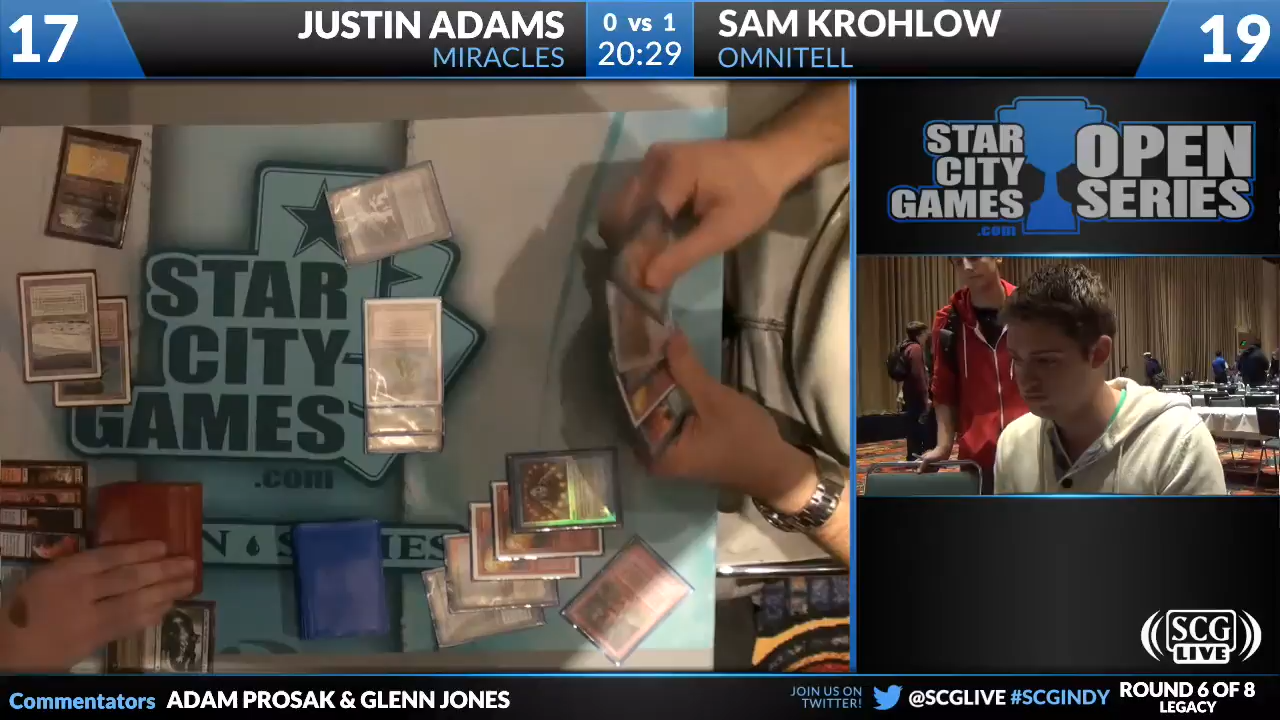 17
JUSTIN ADAMS
MIRACLES
0 vs 1
20:29
SAM KROHLOW
OMNITELL
19
STAR
CITY
GAMES
.com
OPEN
SERIES
STAR
CITY
GAMES
.com
SCG
LIVE
Commentators ADAM PROSAK & GLENN JONES
JOIN US ON
TWITTER!
@SCGLIVE #SCGINDY
ROUND 6 OF 8
LEGACY